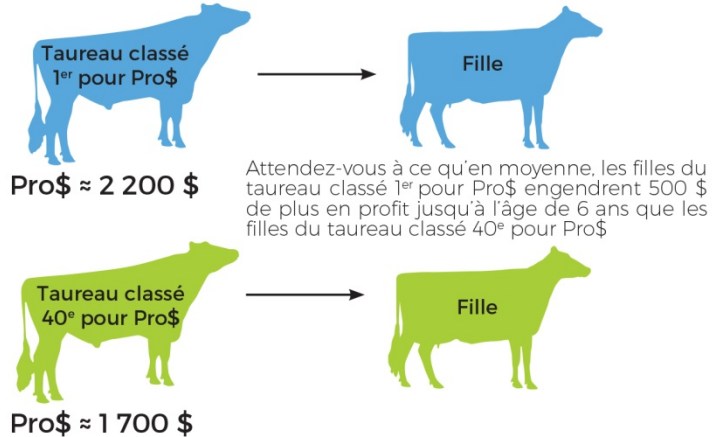 Taureau classé
1er pour Pro$
Fille
Pro$ ≈ 2 200 $
Attendez-vous à ce qu'en moyenne, les filles du
taureau classé 1er pour Pro$ engendrent 500 $
de plus en profit jusqu'à l'âge de 6 ans que les
filles du taureau classé 40e pour Pro$
Taureau classé
40e pour Pro$
Fille
Pro$ ≈ 1 700 $